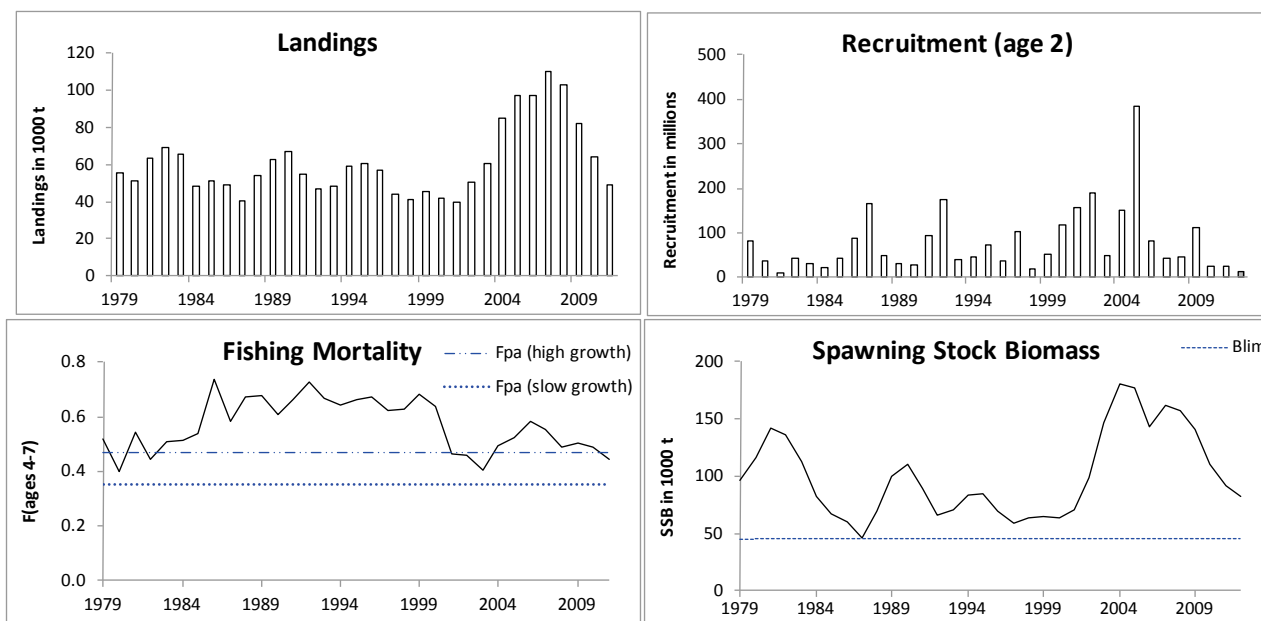 Landings
120
100
80
60
40
20
0
Landings in 1000 t
1979 1984 1989 1994 1999 2004 2009
Recruitment (age 2)
500
400
300
200
100
0
Recruitment in millions
1979 1984 1989 1994 1999 2004 2009
Fishing Mortality
Fpa (high growth)
Fpa (slow growth)
0.8
0.6
0.4
0.2
0.0
F(ages 4-7)
1979 1984 1989 1994 1999 2004 2009
Spawning Stock Biomass
Blim
200
150
100
50
0
SSB in 1000 t
1979 1984 1989 1994 1999 2004 2009